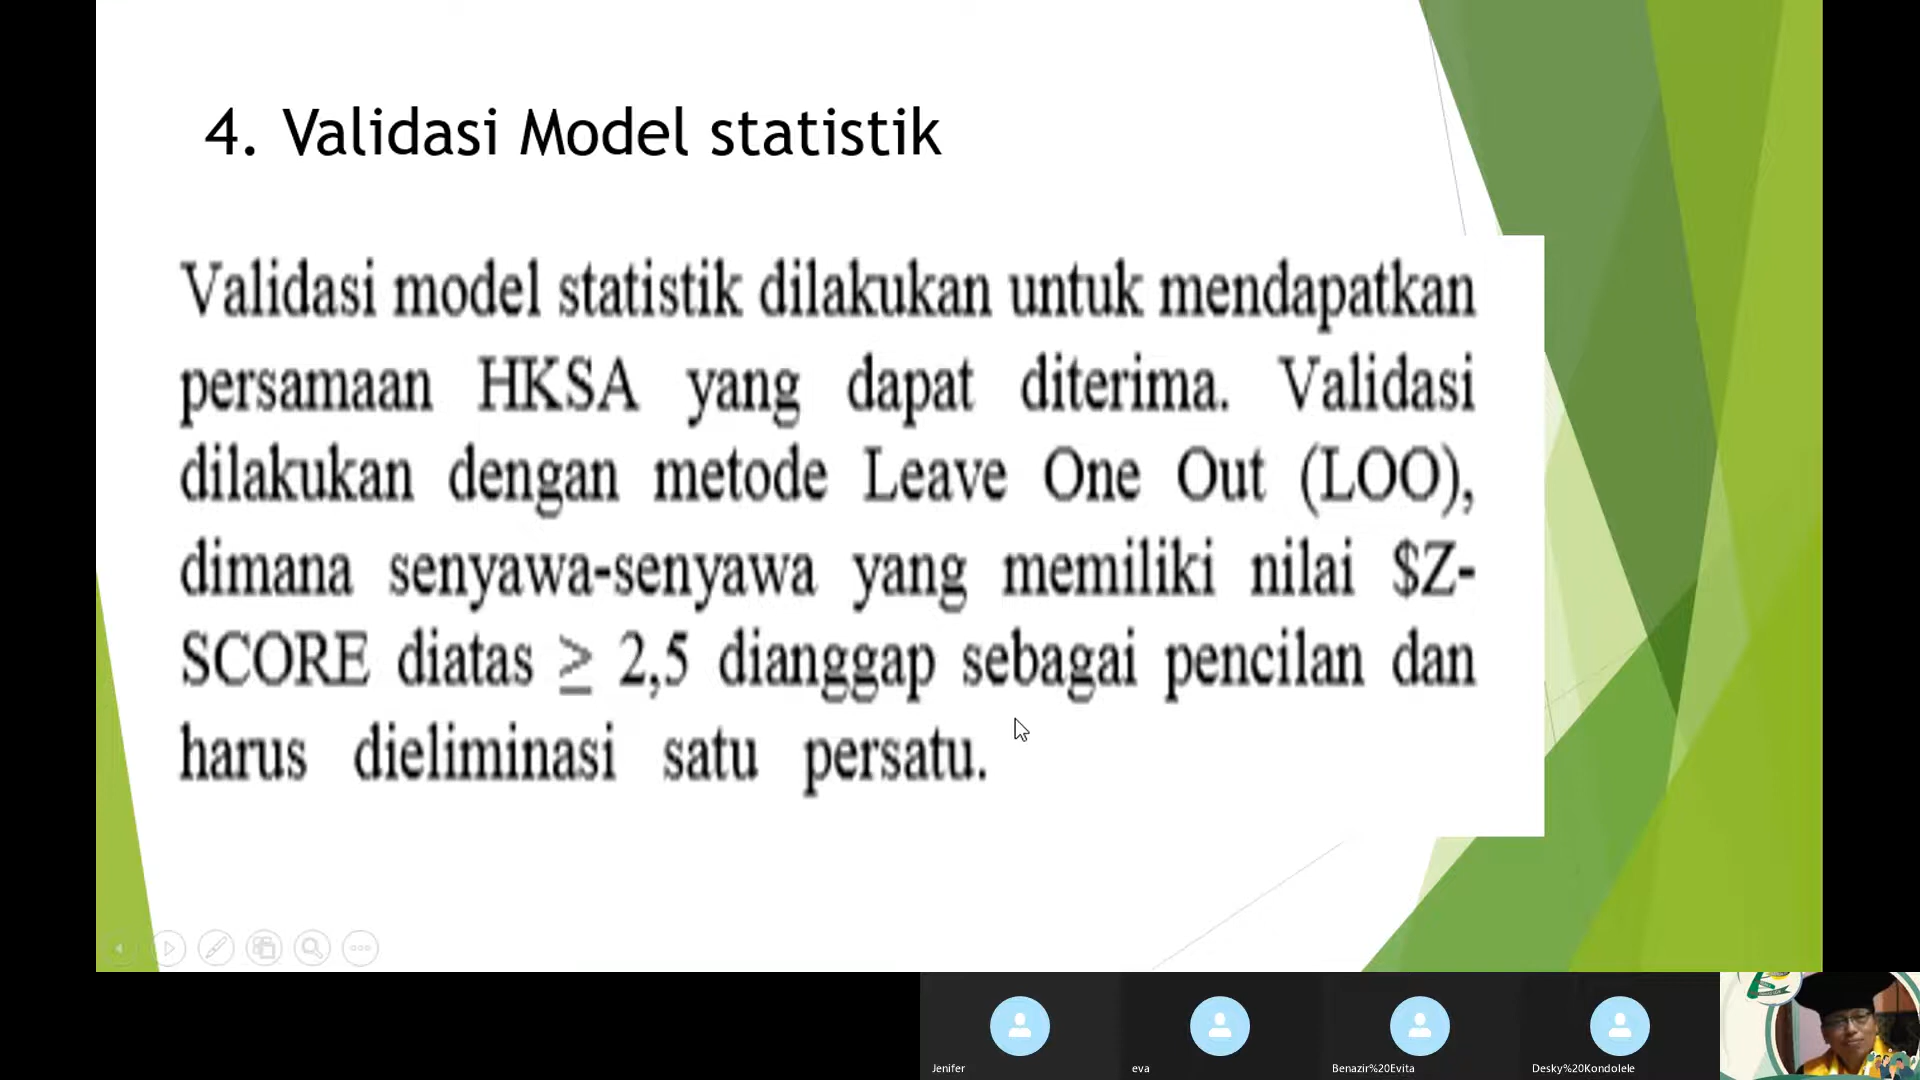 4. Validasi Model statistik
Validasi model statistik dilakukan untuk mendapatkan
persamaan HKSA yang dapat diterima. Validasi
dilakukan dengan metode Leave One Out (LOO),
dimana senyawa-senyawa yang memiliki nilai $Z-
SCORE diatas ≥ 2,5 dianggap sebagai pencilan dan
harus dieliminasi satu persatu.
Jenifer
eva
Benazir%20Evita
Desky%20Kondolele